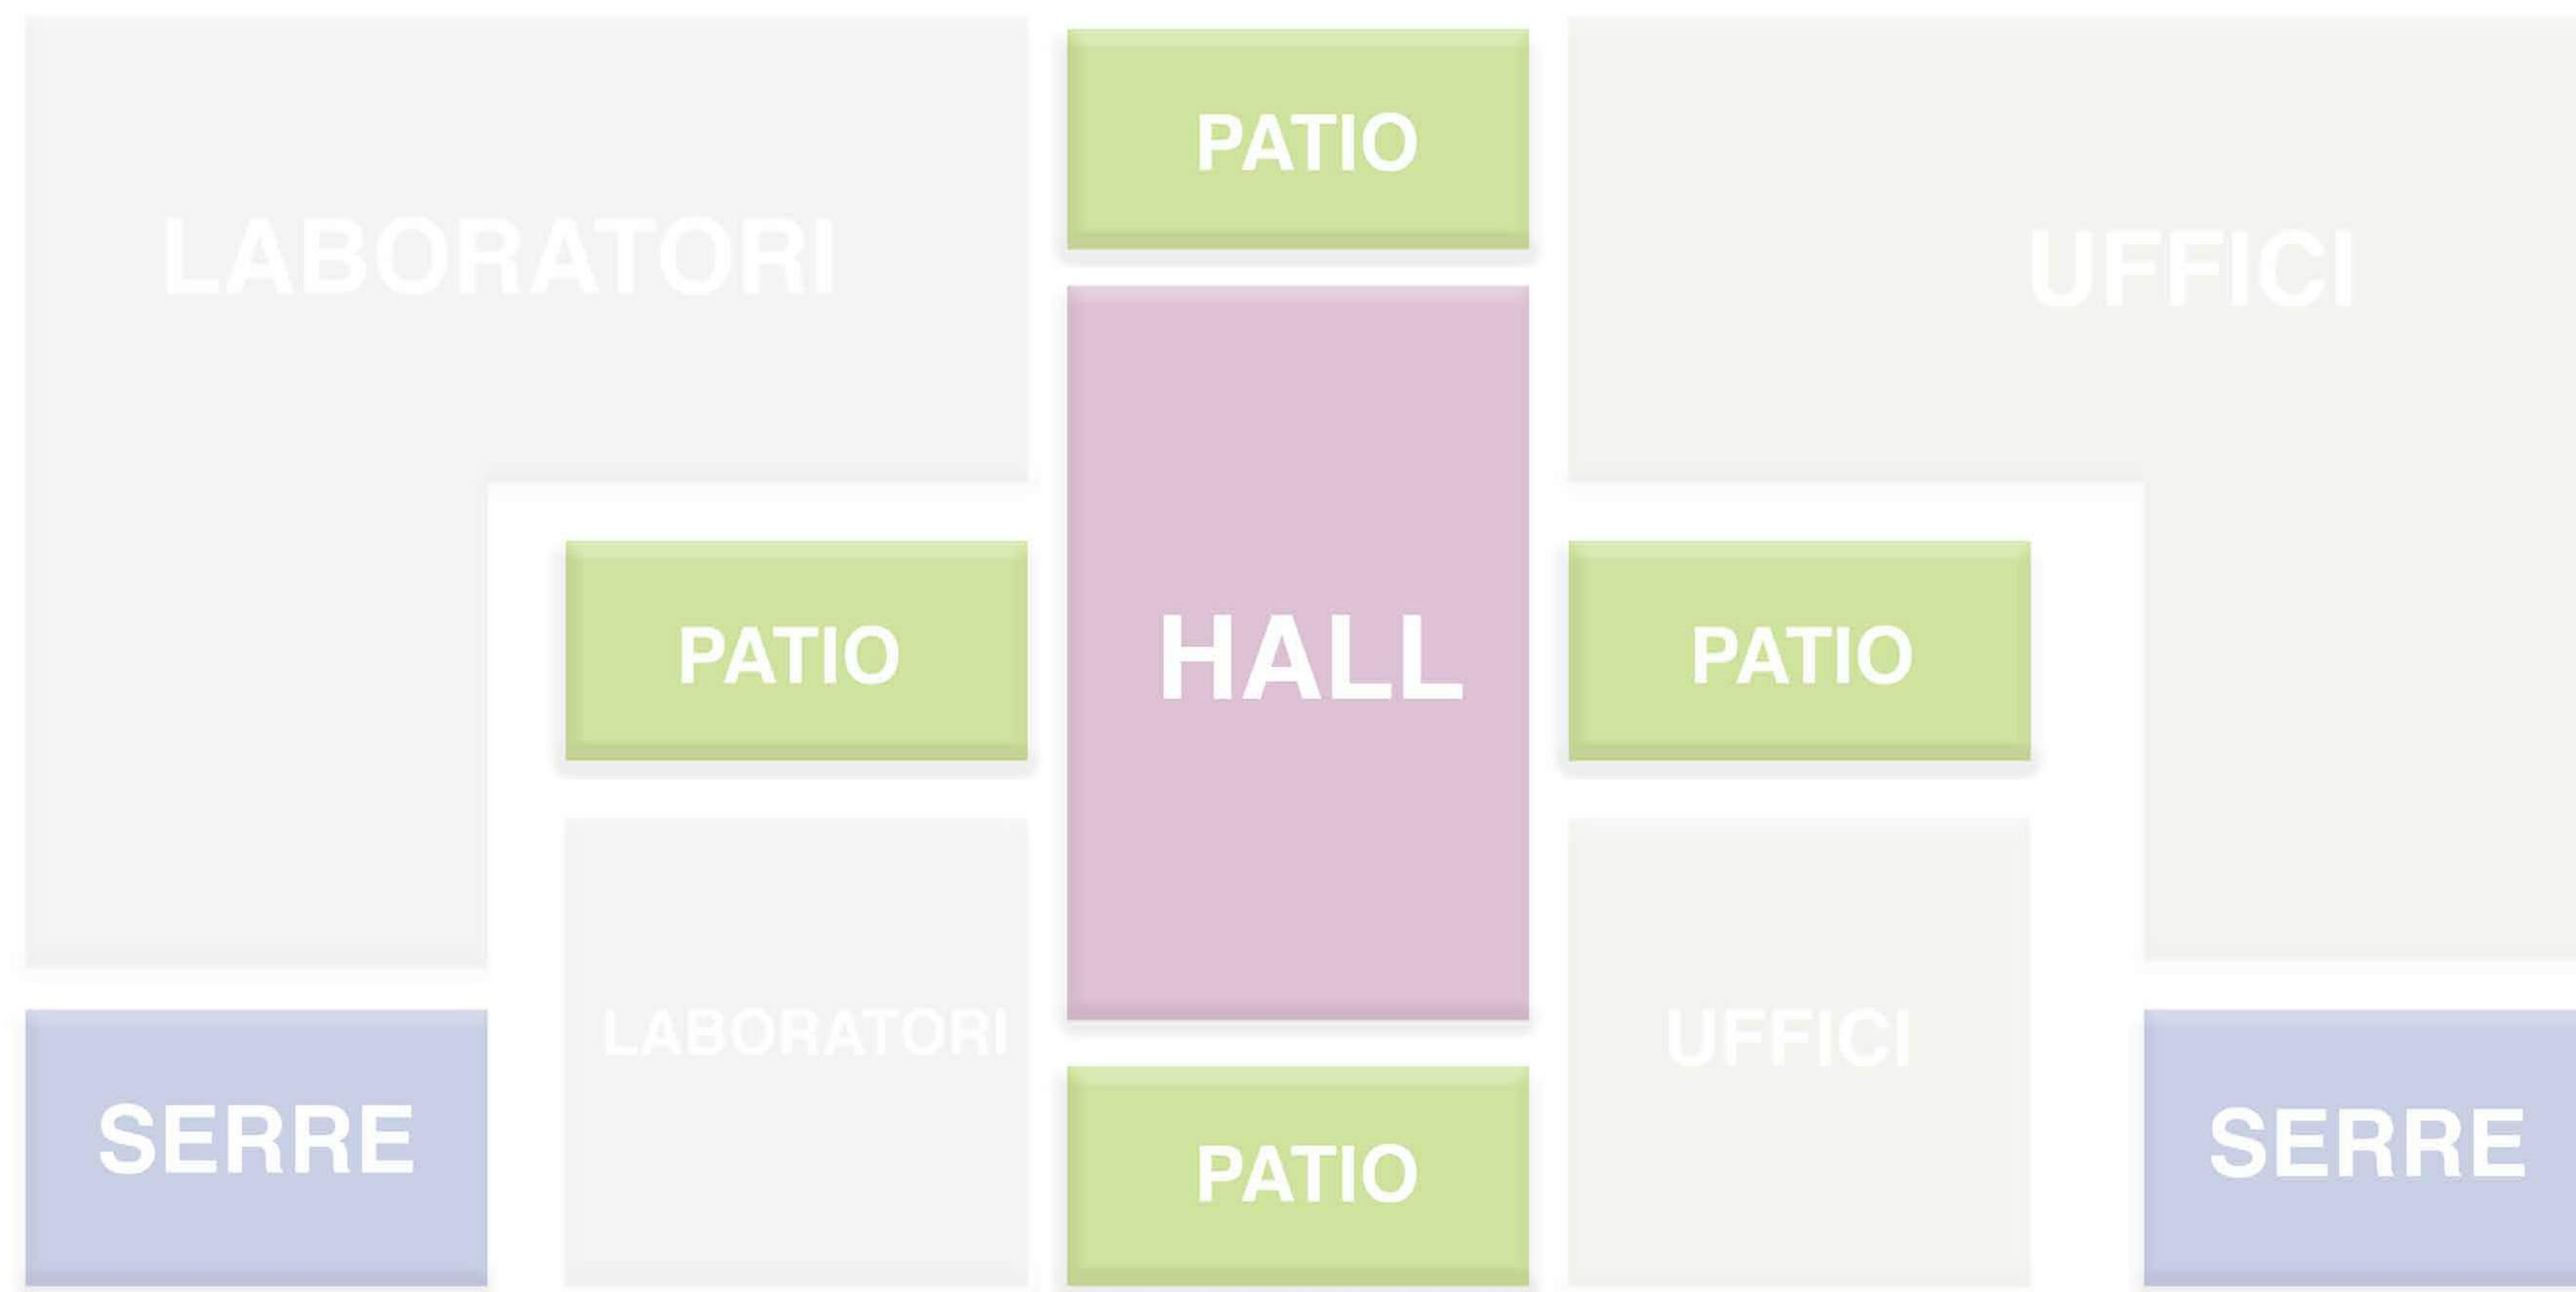 PATIO
LABORATORI
UFFICI
PATIO
HALL
PATIO
LABORATORI
UFFICI
SERRE
PATIO
SERRE